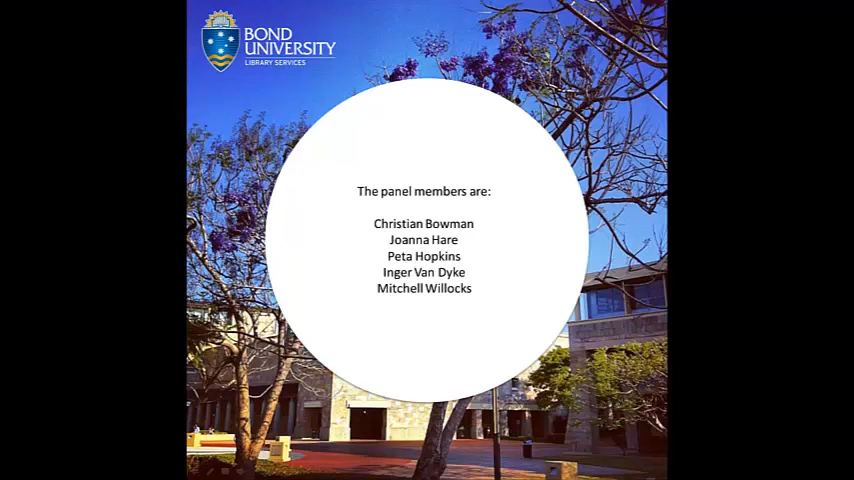 BOND
UNIVERSITY
LIBRARY SERVICES
The panel members are:
Christian Bowman
Joanna Hare
Peta Hopkins
Inger Van Dyke
Mitchell Willocks